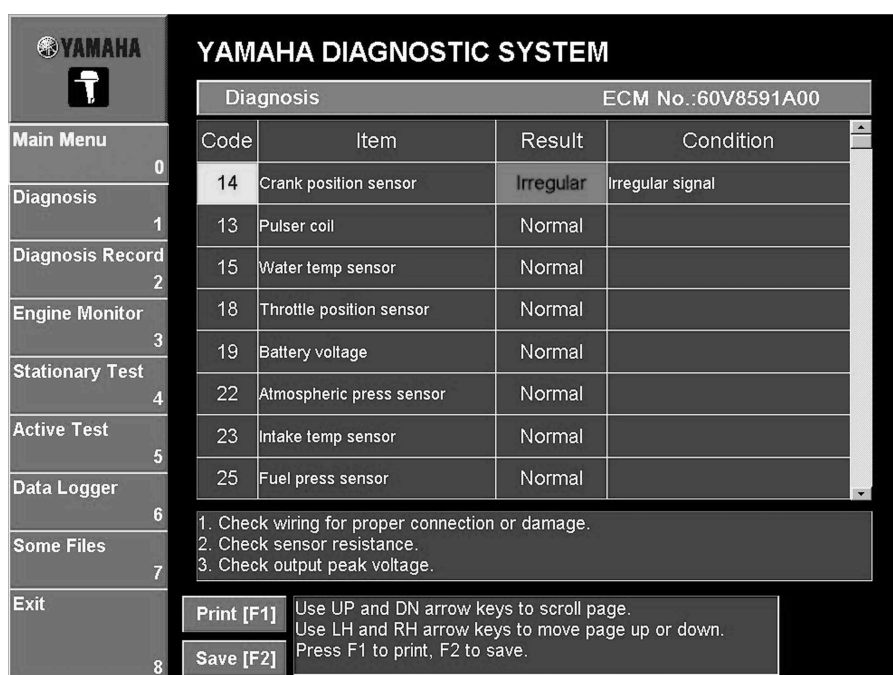 YAMAHA
YAMAHA DIAGNOSTIC SYSTEM
Diagnosis ECM No.:60V8591A00
Main Menu
0
Diagnosis
1
Diagnosis Record
2
Engine Monitor
3
Stationary Test
4
Active Test
5
Data Logger
6
Some Files
7
Exit
8
Code Item Result Condition
14 Crank position sensor Irregular Irregular signal
13 Pulser coil Normal
15 Water temp sensor Normal
18 Throttle position sensor Normal
19 Battery voltage Normal
22 Atmospheric press sensor Normal
23 Intake temp sensor Normal
25 Fuel press sensor Normal
1. Check wiring for proper connection or damage.
2. Check sensor resistance.
3. Check output peak voltage.
Print [F1]
Save [F2]
Use UP and DN arrow keys to scroll page.
Use LH and RH arrow keys to move page up or down.
Press F1 to print, F2 to save.